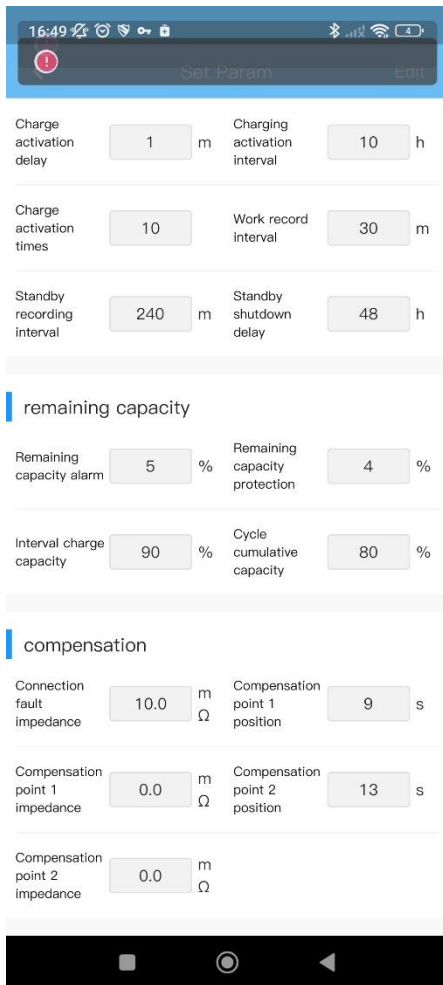 16:49
4
Set Param
Edit
Charge
activation
delay
1
m
Charging
activation
interval
10
h
Charge
activation
times
10
Work record
interval
30
m
Standby
recording
interval
240
m
Standby
shutdown
delay
48
h
remaining capacity
Remaining
capacity alarm
5
%
Remaining
capacity
protection
4
%
Interval charge
capacity
90
%
Cycle
cumulative
capacity
80
%
compensation
Connection
fault
impedance
10.0
m
Ω
Compensation
point 1
position
9
s
Compensation
point 1
impedance
0.0
m
Ω
Compensation
point 2
position
13
s
Compensation
point 2
impedance
0.0
m
Ω